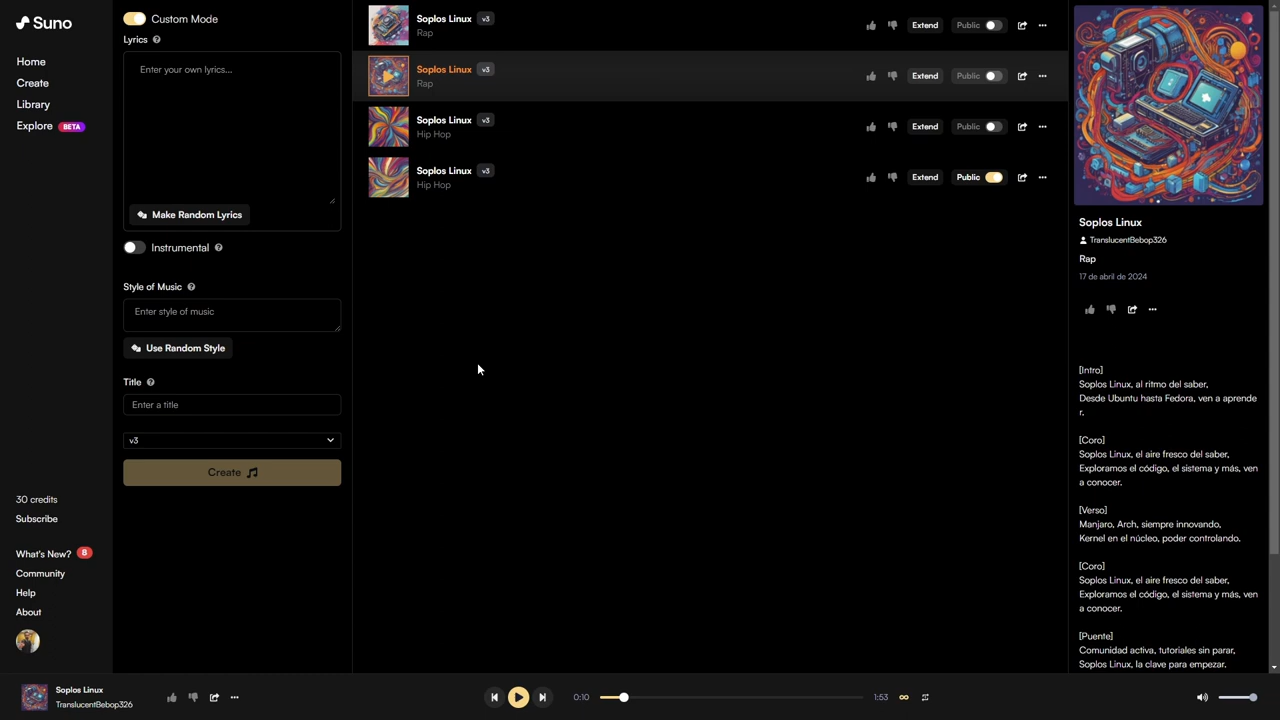 Suno
Home
Create
Library
Explore BETA
30 credits
Subscribe
What's New? 8
Community
Help
About
Custom Mode
Lyrics
Enter your own lyrics...
Make Random Lyrics
Instrumental
Style of Music
Enter style of music
Use Random Style
Title
Enter a title
v3
Create
Soplos Linux v3
Rap
Extend Public
Soplos Linux v3
Rap
Extend Public
Soplos Linux v3
Hip Hop
Extend Public
Soplos Linux v3
Hip Hop
Extend Public
Soplos Linux
TranslucentBebop326
Rap
17 de abril de 2024
[Intro]
Soplos Linux, al ritmo del saber,
Desde Ubuntu hasta Fedora, ven a aprende
r.
[Coro]
Soplos Linux, el aire fresco del saber,
Exploramos el código, el sistema y más, ven
a conocer.
[Verso]
Manjaro, Arch, siempre innovando,
Kernel en el núcleo, poder controlando.
[Coro]
Soplos Linux, el aire fresco del saber,
Exploramos el código, el sistema y más, ven
a conocer.
[Puente]
Comunidad activa, tutoriales sin parar,
Soplos Linux, la clave para empezar.
Soplos Linux
TranslucentBebop326
0:10
1:53